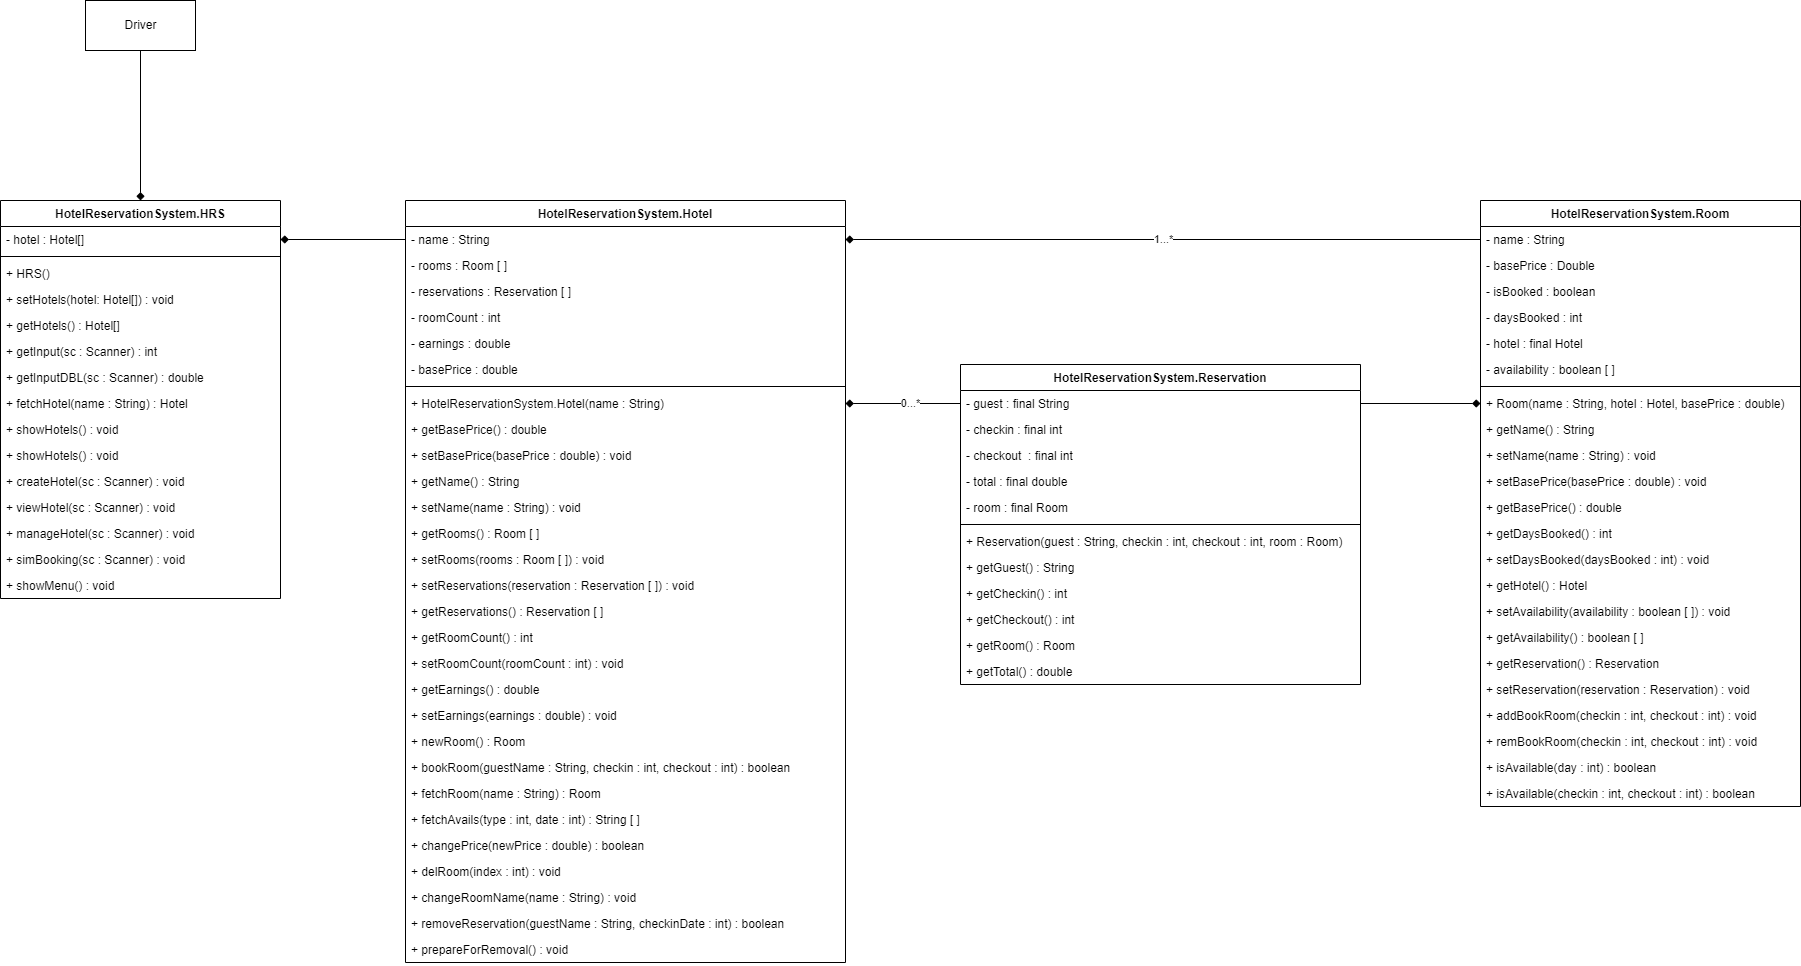 Driver
HotelReservationSystem.HRS
- hotel : Hotel[]
+ HRS()
+ setHotels(hotel: Hotel[]) : void
+ getHotels() : Hotel[]
+ getInput(sc : Scanner) : int
+ getInputDBL(sc : Scanner) : double
+ fetchHotel(name : String) : Hotel
+ showHotels() : void
+ showHotels() : void
+ createHotel(sc : Scanner) : void
+ viewHotel(sc : Scanner) : void
+ manageHotel(sc : Scanner) : void
+ simBooking(sc : Scanner) : void
+ showMenu() : void
HotelReservationSystem.Hotel
- name : String
- rooms : Room [ ]
- reservations : Reservation [ ]
- roomCount : int
- earnings : double
- basePrice : double
+ HotelReservationSystem.Hotel(name : String)
+ getBasePrice() : double
+ setBasePrice(basePrice : double) : void
+ getName() : String
+ setName(name : String) : void
+ getRooms() : Room [ ]
+ setRooms(rooms : Room [ ]) : void
+ setReservations(reservation : Reservation [ ]) : void
+ getReservations() : Reservation [ ]
+ getRoomCount() : int
+ setRoomCount(roomCount : int) : void
+ getEarnings() : double
+ setEarnings(earnings : double) : void
+ newRoom() : Room
+ bookRoom(guestName : String, checkin : int, checkout : int) : boolean
+ fetchRoom(name : String) : Room
+ fetchAvails(type : int, date : int) : String [ ]
+ changePrice(newPrice : double) : boolean
+ delRoom(index : int) : void
+ changeRoomName(name : String) : void
+ removeReservation(guestName : String, checkinDate : int) : boolean
+ prepareForRemoval() : void
1...*
0...*
HotelReservationSystem.Reservation
- guest : final String
- checkin : final int
- checkout  : final int
- total : final double
- room : final Room
+ Reservation(guest : String, checkin : int, checkout : int, room : Room)
+ getGuest() : String
+ getCheckin() : int
+ getCheckout() : int
+ getRoom() : Room
+ getTotal() : double
HotelReservationSystem.Room
- name : String
- basePrice : Double
- isBooked : boolean
- daysBooked : int
- hotel : final Hotel
- availability : boolean [ ]
+ Room(name : String, hotel : Hotel, basePrice : double)
+ getName() : String
+ setName(name : String) : void
+ setBasePrice(basePrice : double) : void
+ getBasePrice() : double
+ getDaysBooked() : int
+ setDaysBooked(daysBooked : int) : void
+ getHotel() : Hotel
+ setAvailability(availability : boolean [ ]) : void
+ getAvailability() : boolean [ ]
+ getReservation() : Reservation
+ setReservation(reservation : Reservation) : void
+ addBookRoom(checkin : int, checkout : int) : void
+ remBookRoom(checkin : int, checkout : int) : void
+ isAvailable(day : int) : boolean
+ isAvailable(checkin : int, checkout : int) : boolean